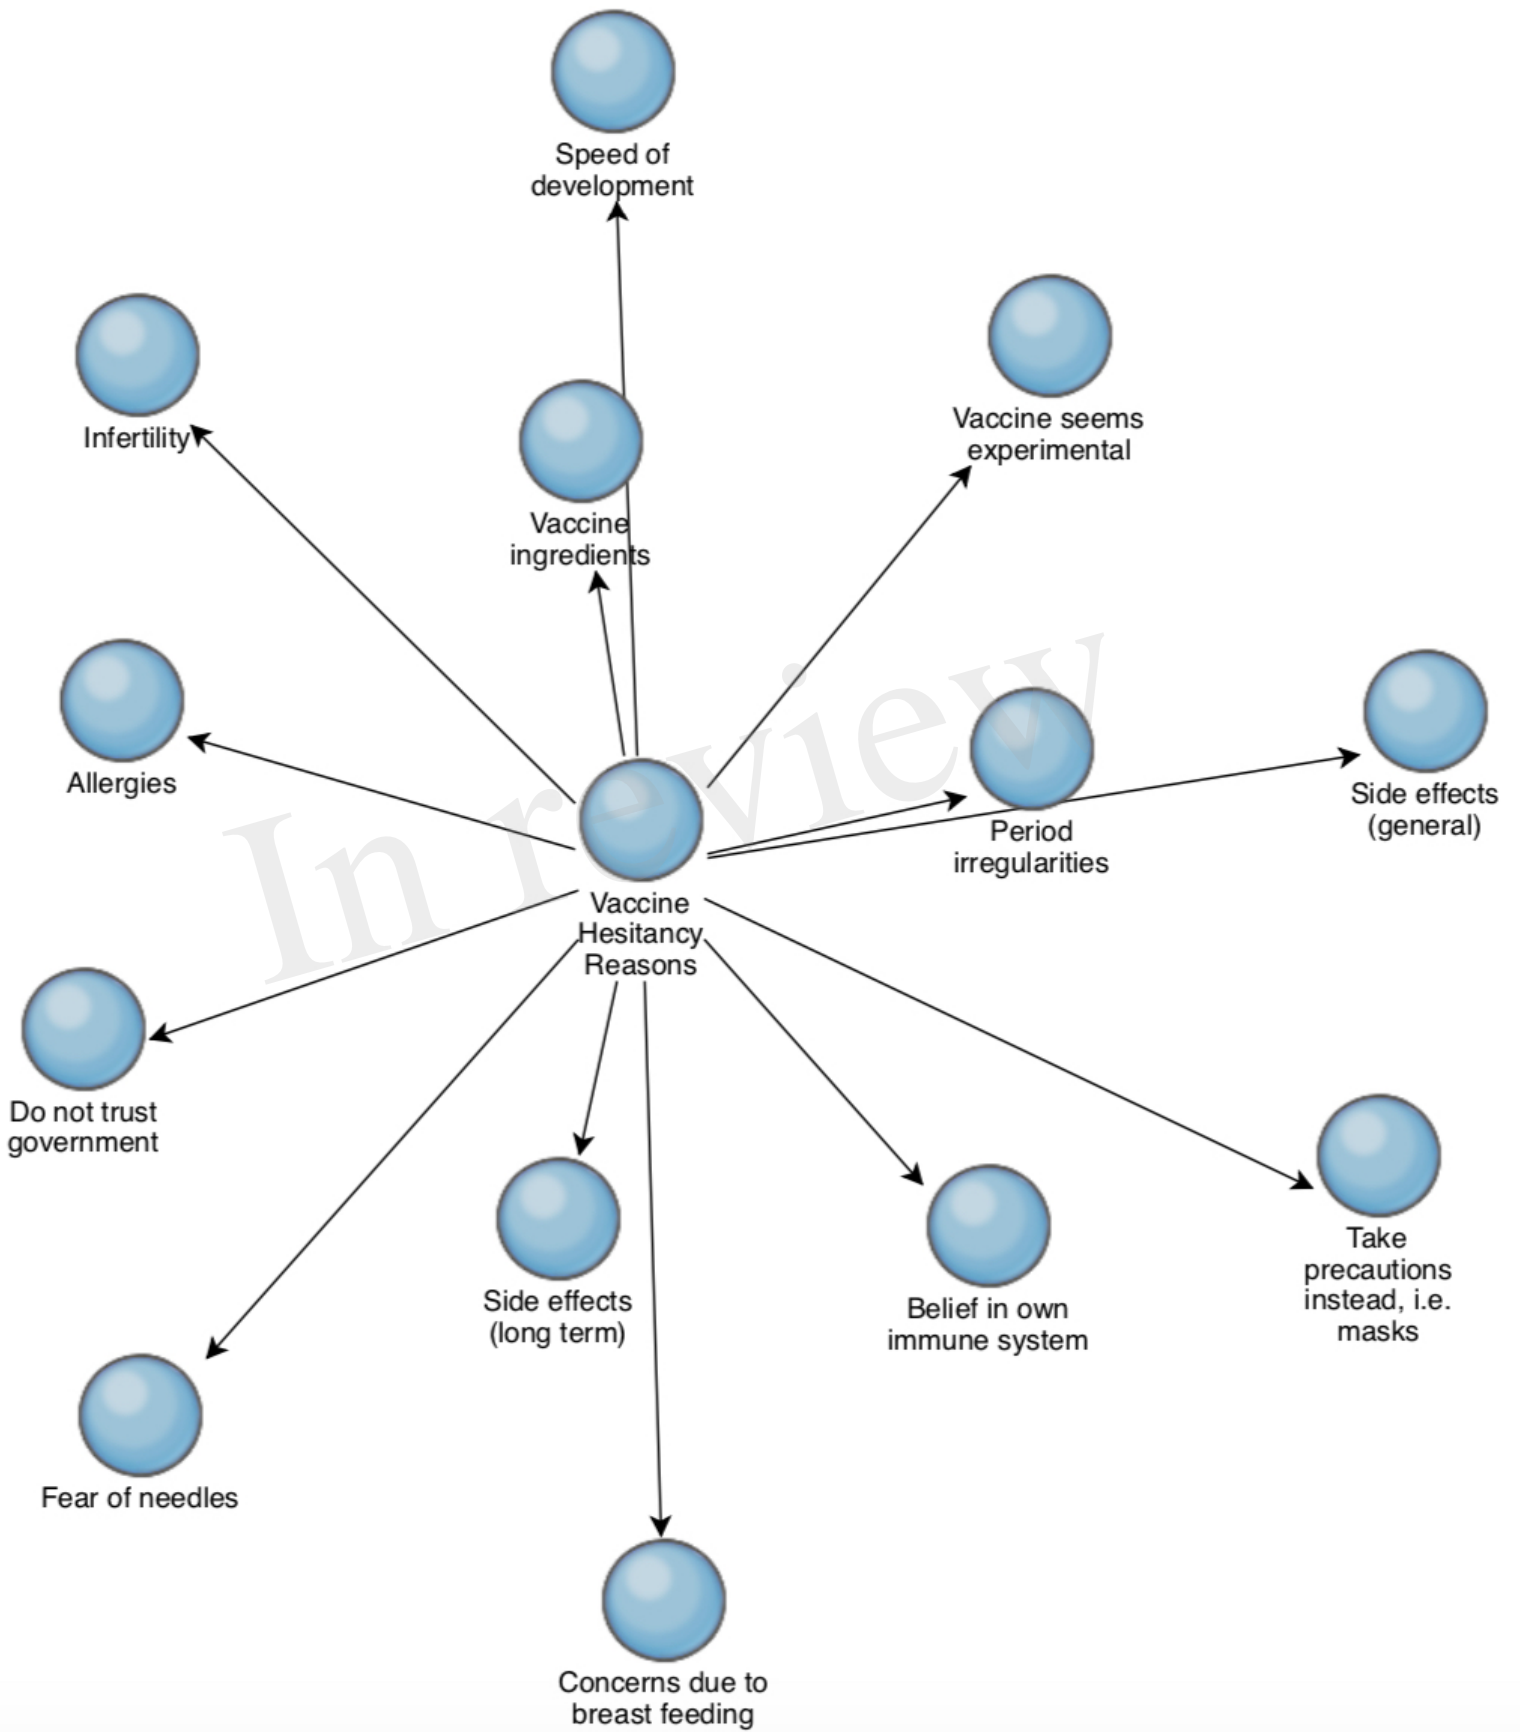 Speed of
development
Infertility
Vaccine seems
experimental
Vaccine
ingredients
Allergies
Side effects
(general)
Period
irregularities
In review
Vaccine
Hesitancy
Reasons
Do not trust
government
Side effects
(long term)
Belief in own
immune system
Take
precautions
instead, i.e.
masks
Fear of needles
Concerns due to
breast feeding